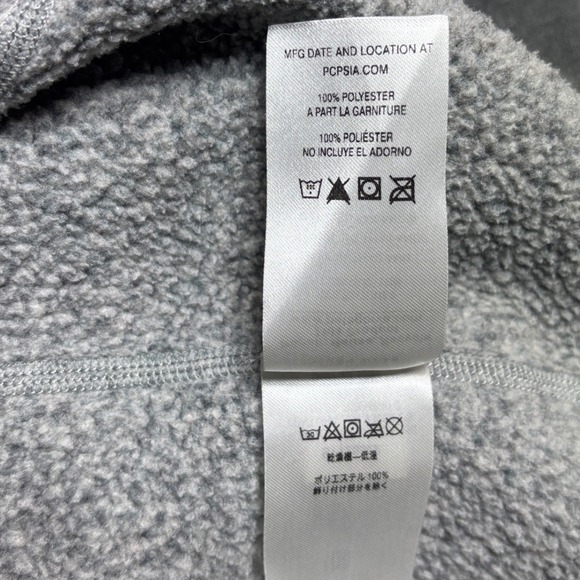 MFG DATE AND LOCATION AT
PCPSIA.COM
100% POLYESTER
A PART LA GARNITURE
100% POLIÉSTER
NO INCLUYE EL ADORNO
乾燥機—低温
ポリエステル 100%
飾り付け部分を除く